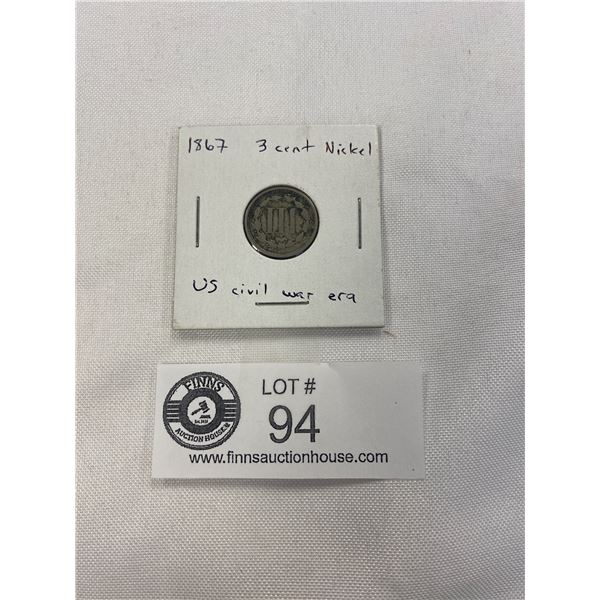 1867 3 cent Nickel
US civil war era
FINNS
AUCTION HOUSE
LOT #
94
www.finnsauctionhouse.com